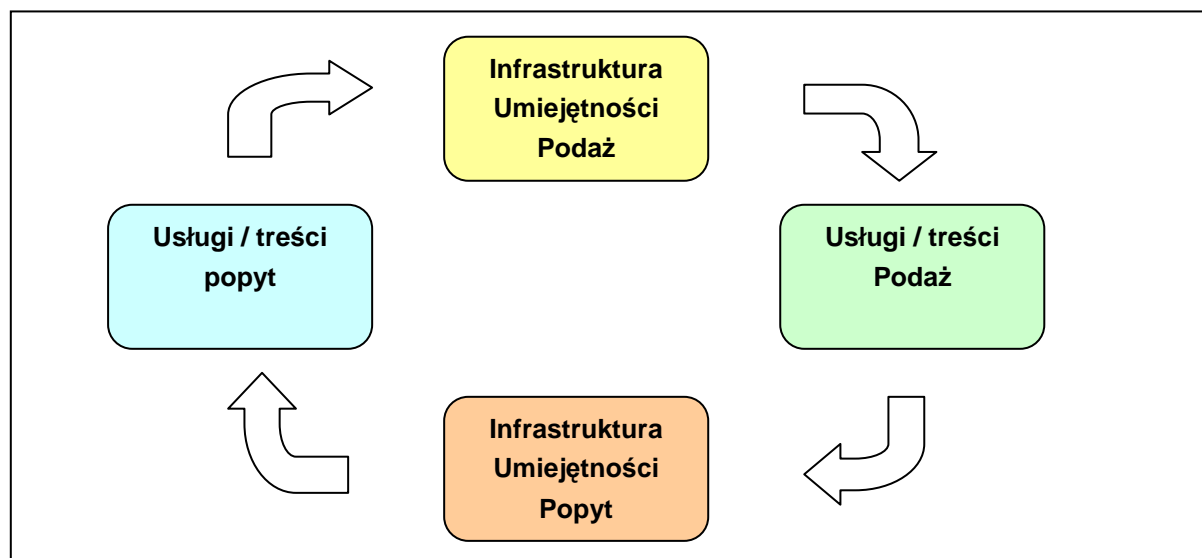 Infrastruktura
Umiejętności
Podaż
Usługi / treści
popyt
Usługi / treści
Podaż
Infrastruktura
Umiejętności
Popyt